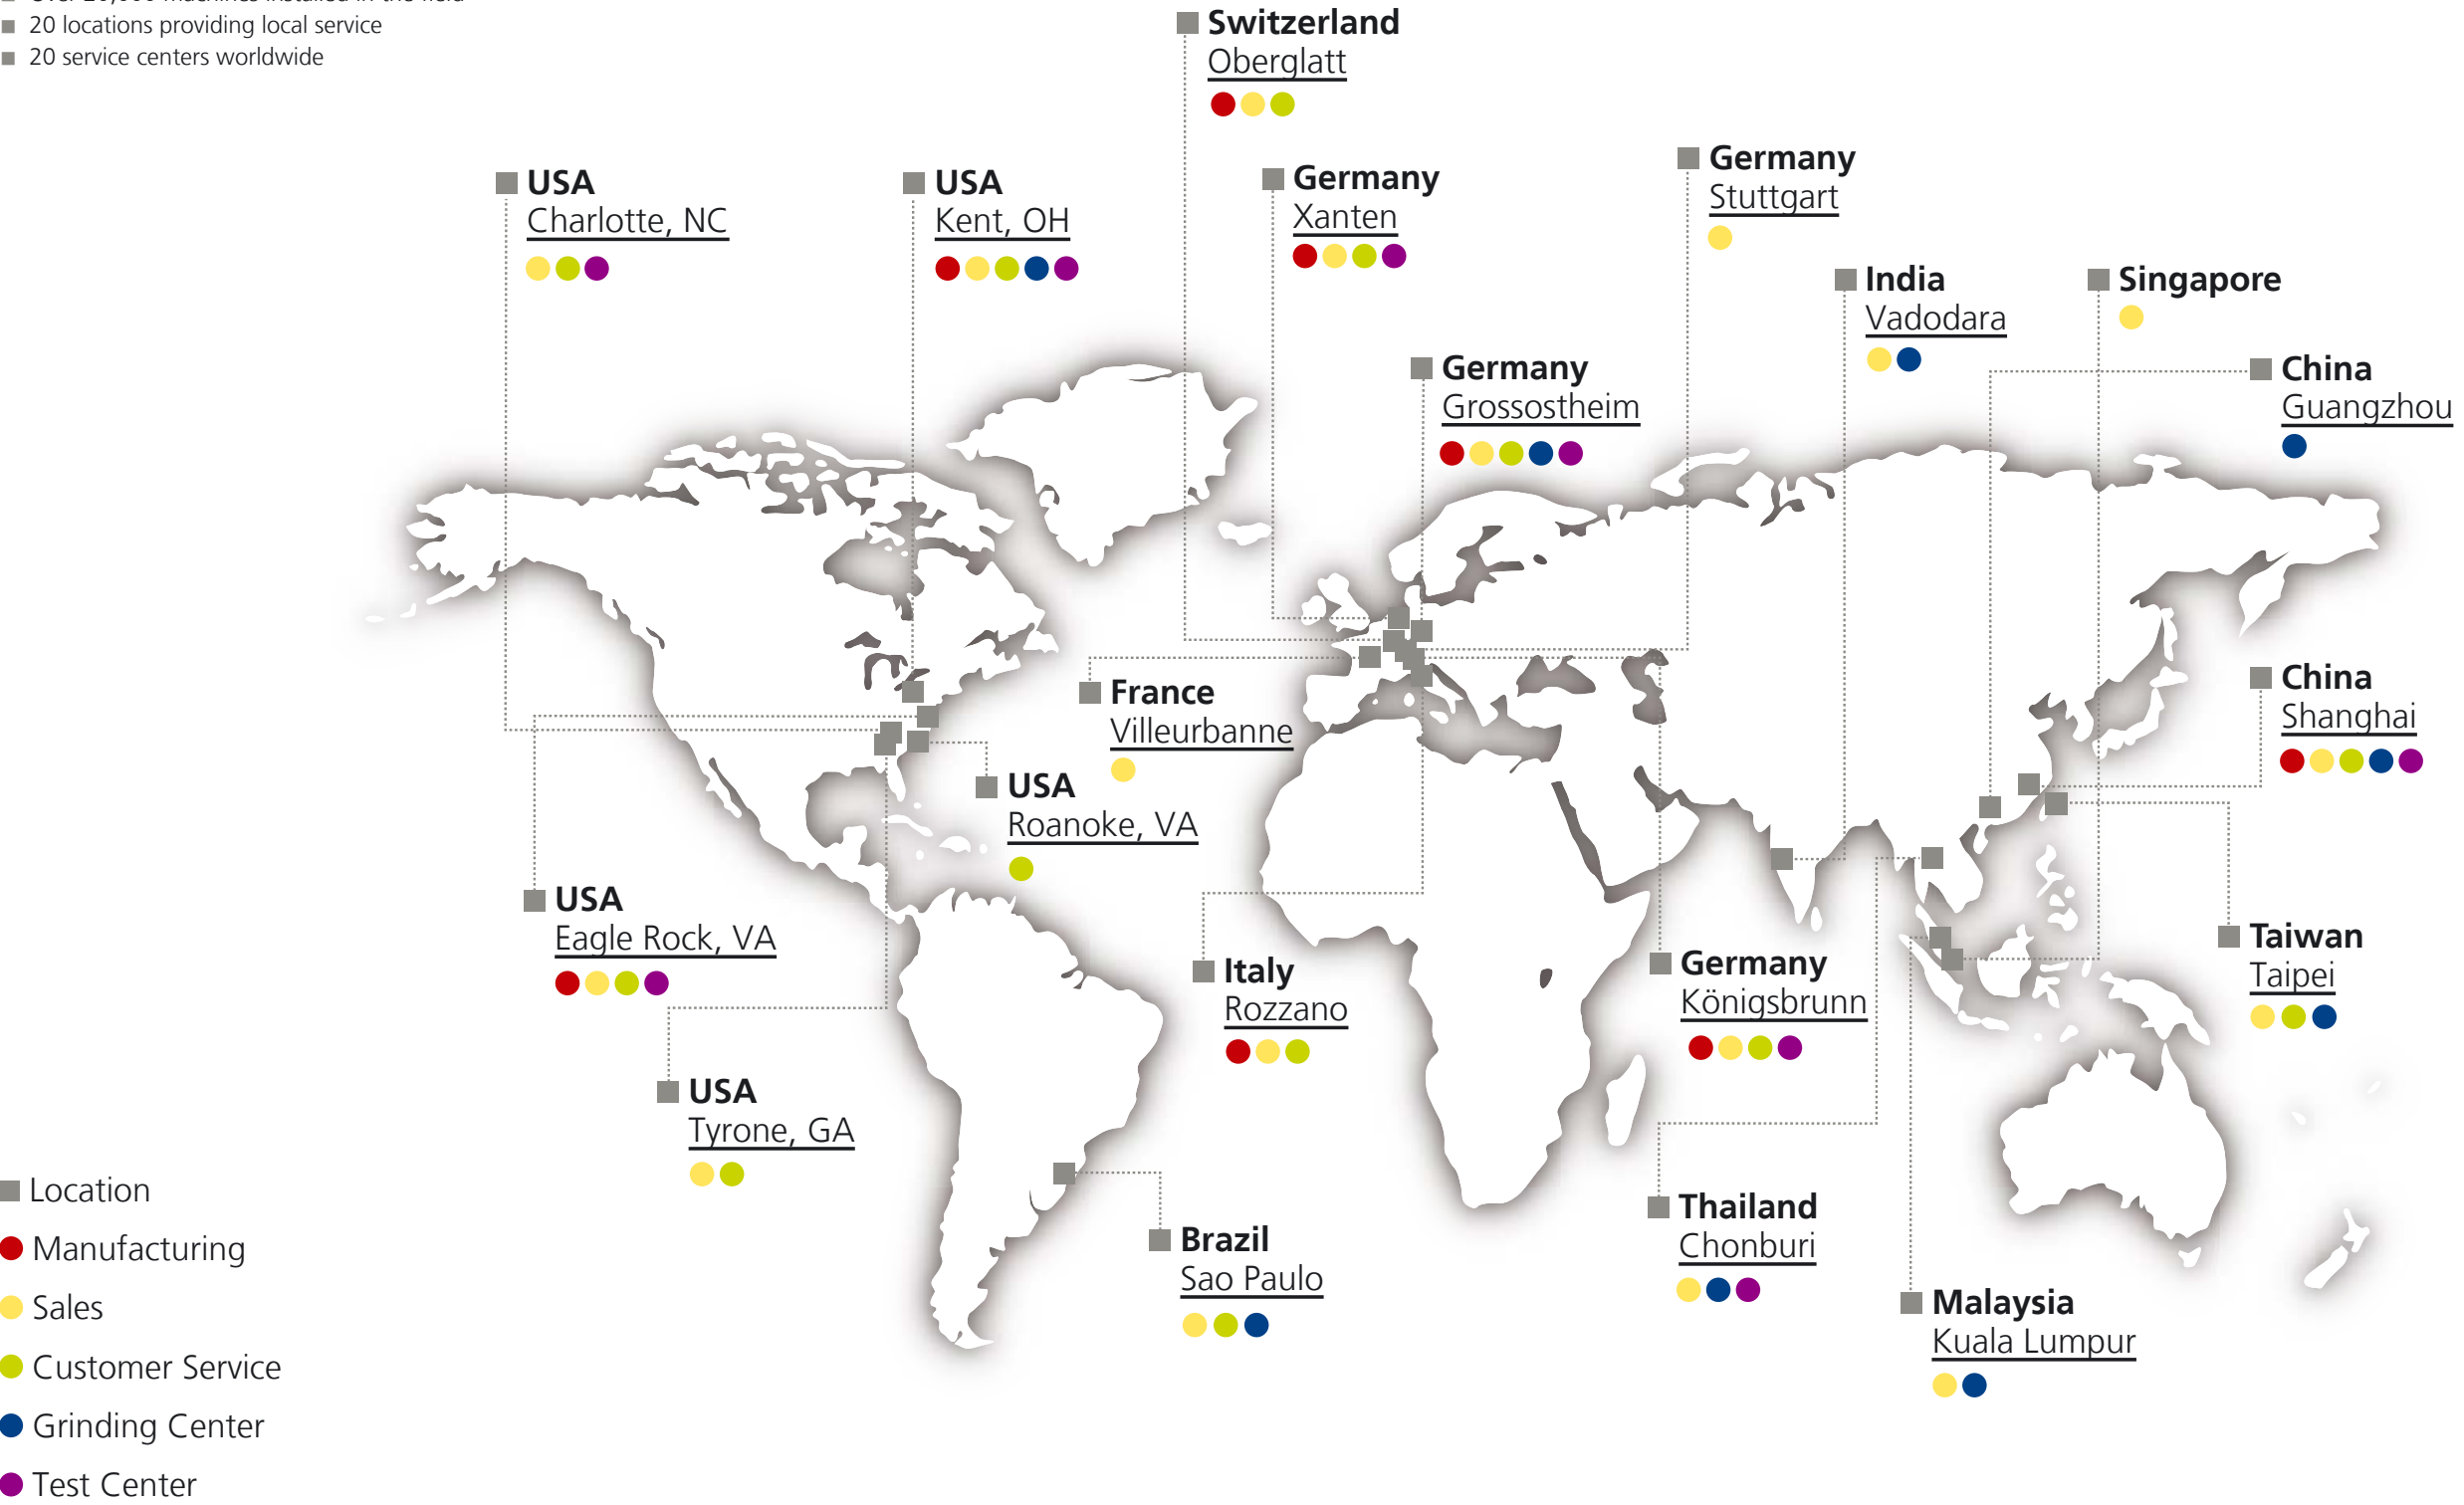 20 locations providing local service
20 service centers worldwide
Switzerland
Oberglatt
USA
Charlotte, NC
USA
Kent, OH
Germany
Xanten
Germany
Stuttgart
India
Vadodara
Singapore
Germany
Grossostheim
China
Guangzhou
China
Shanghai
France
Villeurbanne
USA
Roanoke, VA
USA
Eagle Rock, VA
Italy
Rozzano
Germany
Königsbrunn
Taiwan
Taipei
USA
Tyrone, GA
Brazil
Sao Paulo
Thailand
Chonburi
Malaysia
Kuala Lumpur
Location
Manufacturing
Sales
Customer Service
Grinding Center
Test Center